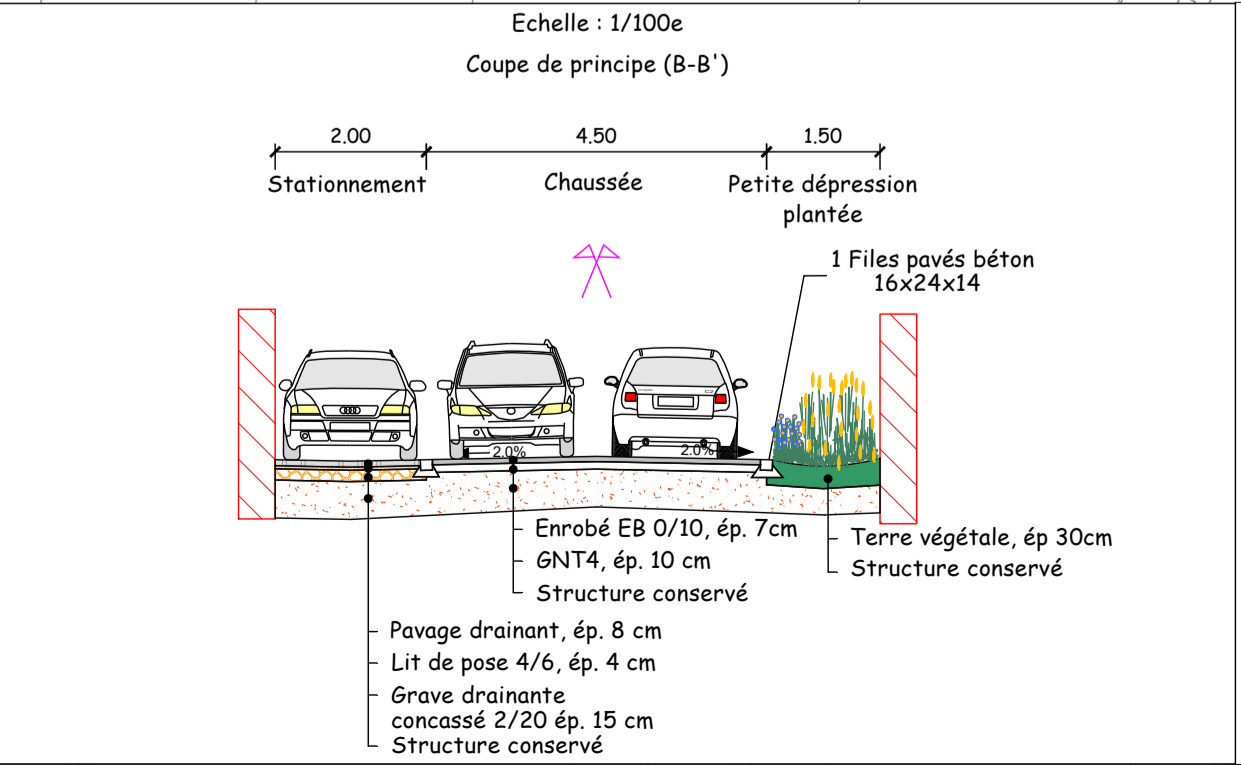 Echelle : 1/100e
Coupe de principe (B-B')
2.00
4.50
1.50
Stationnement
Chaussée
Petite dépression
plantée
1 Files pavés béton
16x24x14
2.0%
2.0%
Enrobé EB 0/10, ép. 7cm
GNT4, ép. 10 cm
Structure conservé
Terre végétale, ép 30cm
Structure conservé
Pavage drainant, ép. 8 cm
Lit de pose 4/6, ép. 4 cm
Grave drainante
concassé 2/20 ép. 15 cm
Structure conservé